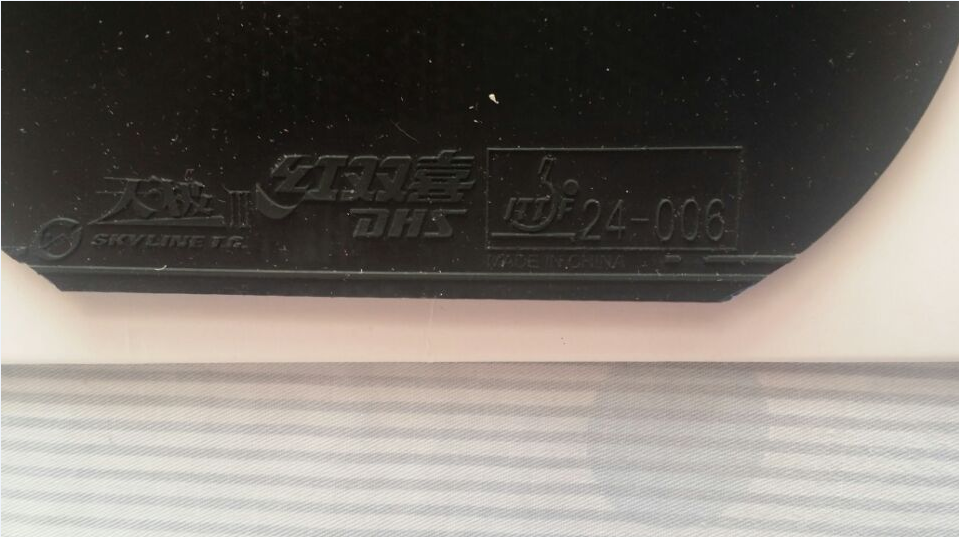 天极 III
SKYLINE T.G.
红双喜
DHS
ITTF 24-006
MADE IN CHINA